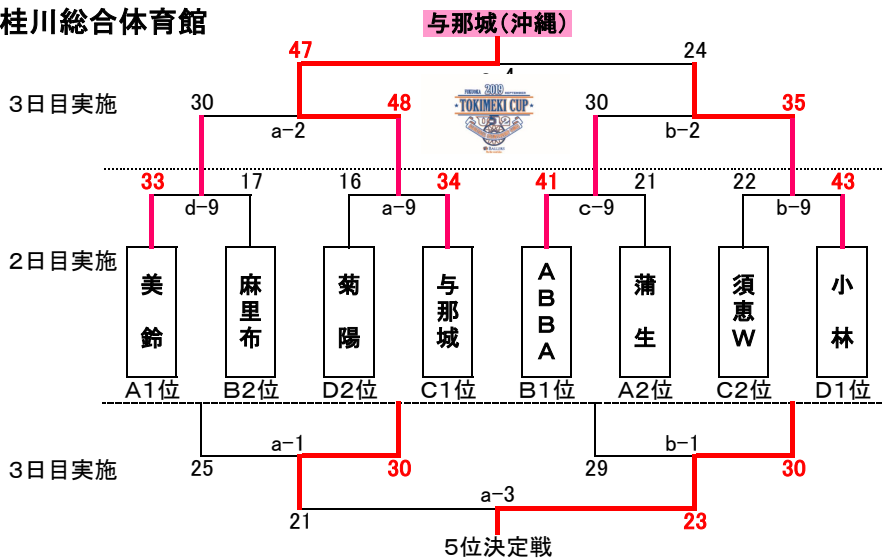 桂川総合体育館
与那城(沖縄)
47
24
3日目実施
30
48
30
35
a-2
b-2
2019
TOKIMEKI CUP
U12
33
17
16
34
41
21
22
43
d-9
a-9
c-9
b-9
2日目実施
美鈴
麻里布
菊陽
与那城
ABBA
蒲生
須恵W
小林
A1位
B2位
D2位
C1位
B1位
A2位
C2位
D1位
a-1
b-1
3日目実施
25
30
29
30
a-3
21
23
5位決定戦